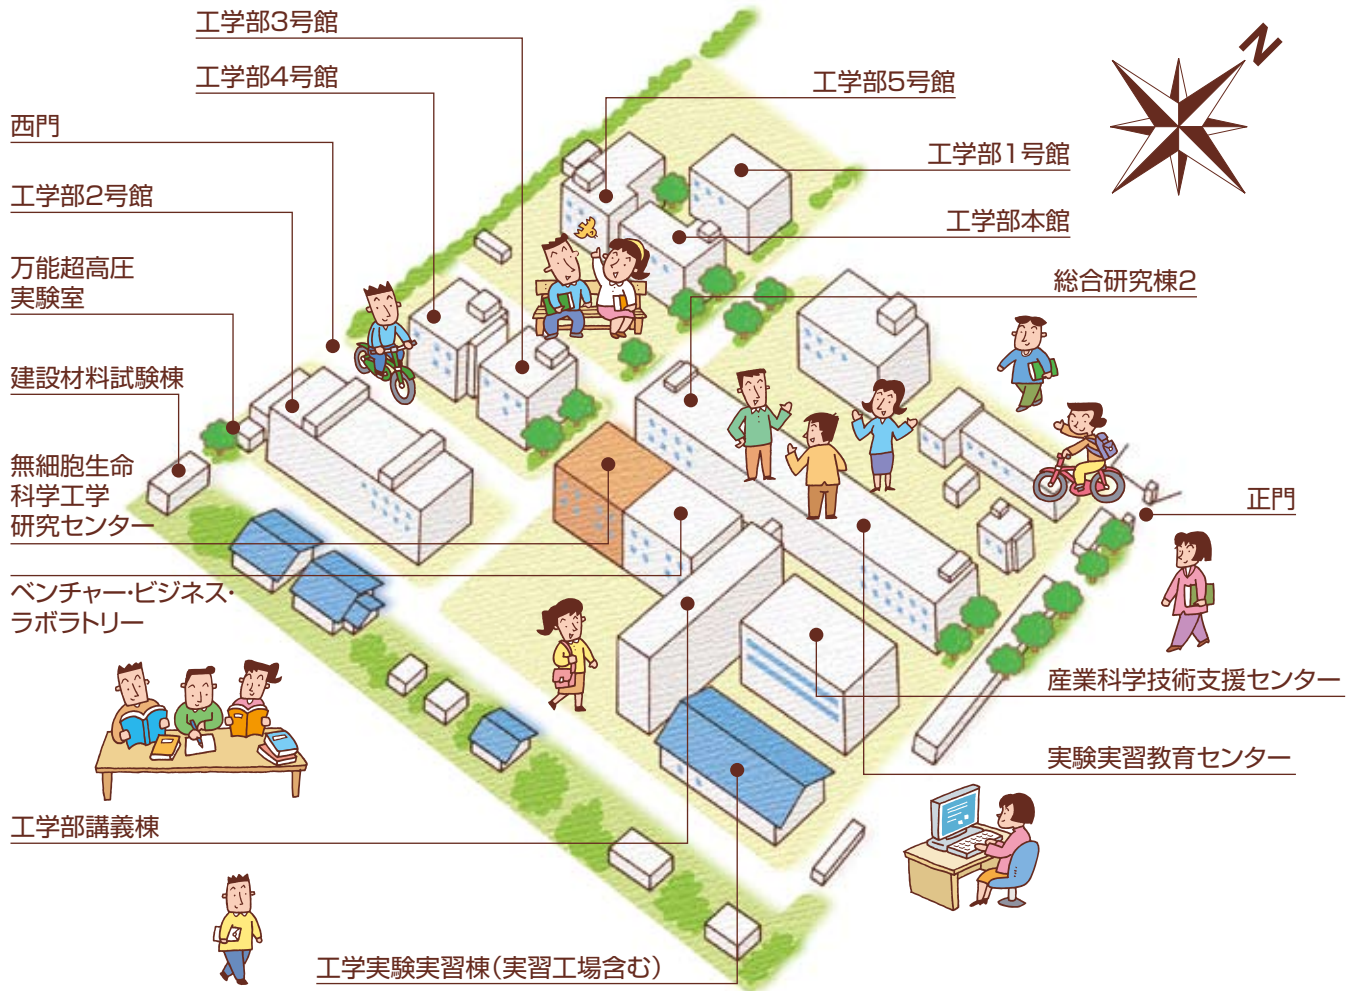 工学部3号館
工学部4号館
西門
工学部2号館
万能超高圧
実験室
建設材料試験棟
無細胞生命
科学工学
研究センター
ベンチャー・ビジネス・
ラボラトリー
工学部講義棟
工学実験実習棟(実習工場含む)
N
工学部5号館
工学部1号館
工学部本館
総合研究棟2
正門
産業科学技術支援センター
実験実習教育センター